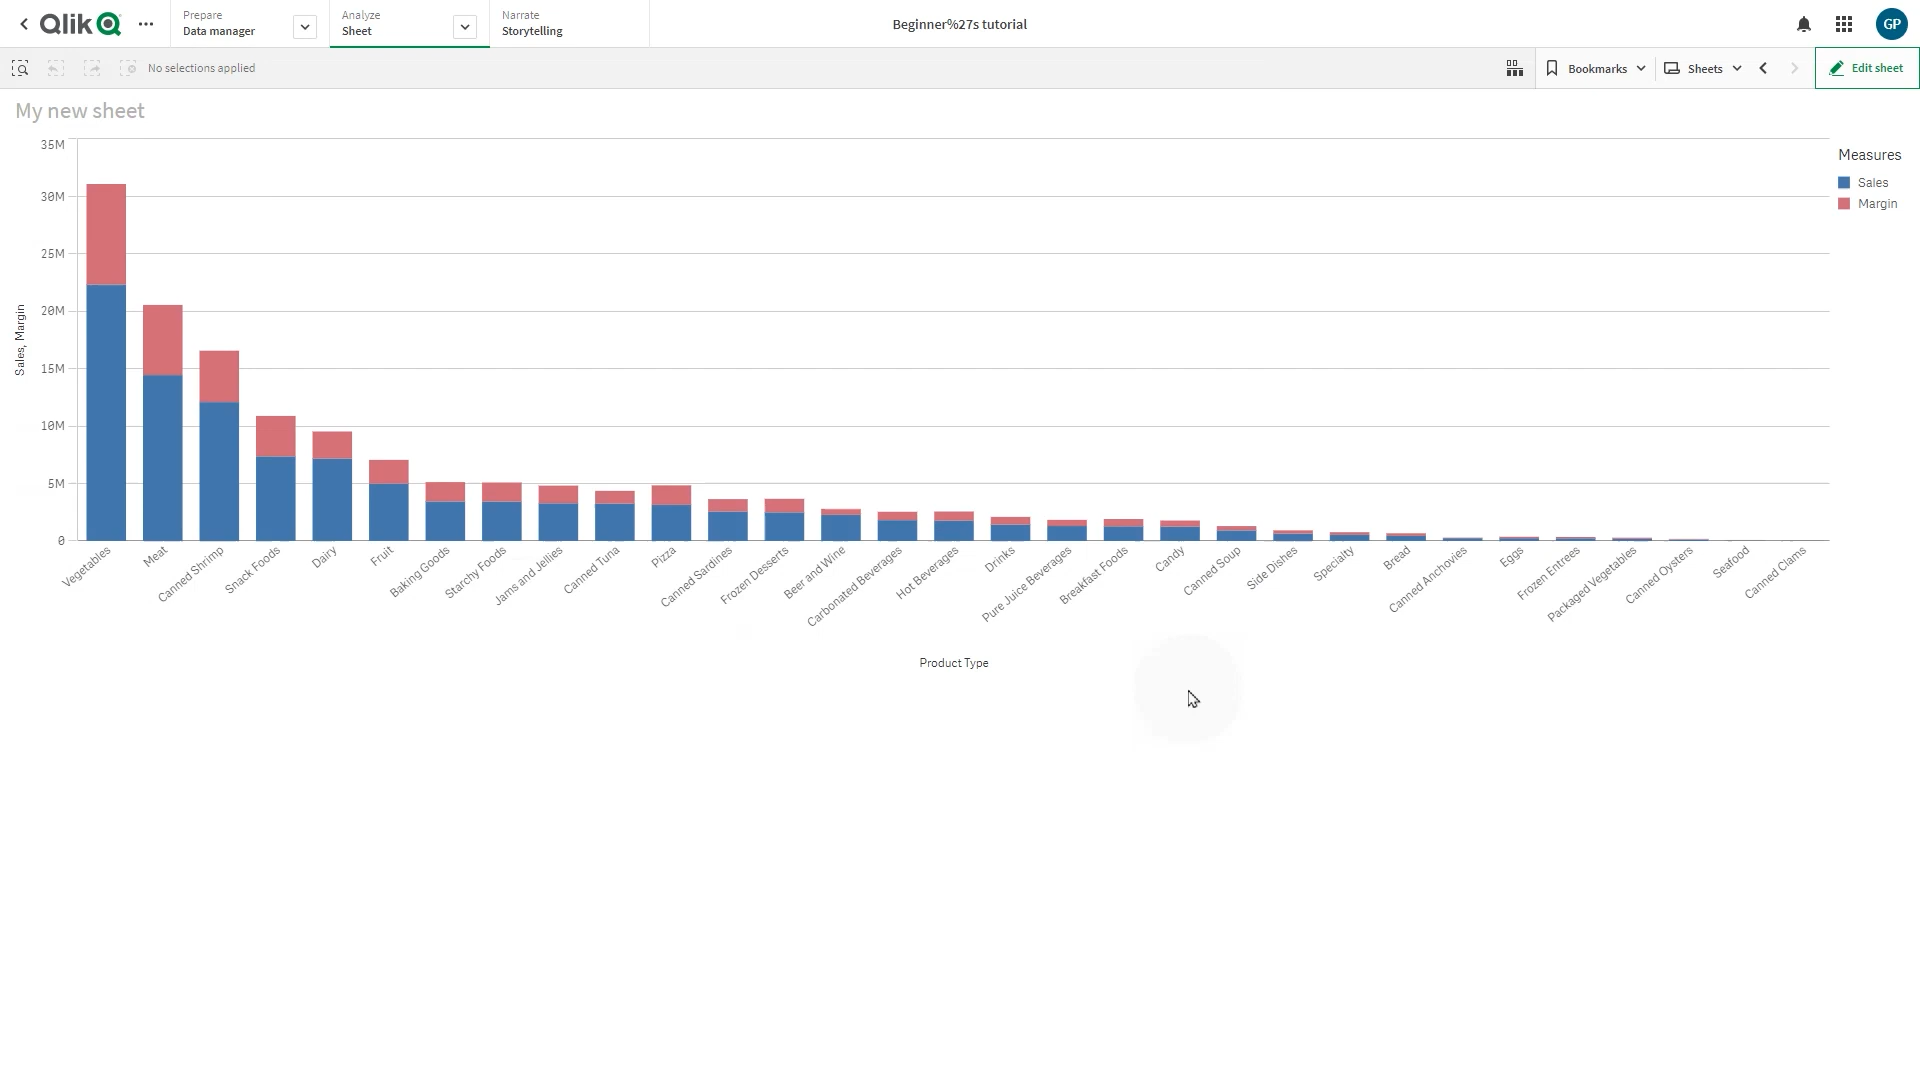 Qlik
Prepare
Data manager
Analyze
Sheet
Narrate
Storytelling
Beginner%27s tutorial
GP
No selections applied
Bookmarks
Sheets
Edit sheet
My new sheet
35M
30M
25M
20M
15M
10M
5M
0
Sales, Margin
Measures
Sales
Margin
Vegetables
Meat
Canned Shrimp
Snack Foods
Dairy
Fruit
Baking Goods
Starchy Foods
Jams and Jellies
Canned Tuna
Pizza
Canned Sardines
Frozen Desserts
Beer and Wine
Carbonated Beverages
Hot Beverages
Drinks
Pure Juice Beverages
Breakfast Foods
Candy
Canned Soup
Side Dishes
Specialty
Bread
Canned Anchovies
Eggs
Frozen Entrees
Packaged Vegetables
Canned Oysters
Seafood
Canned Clams
Product Type